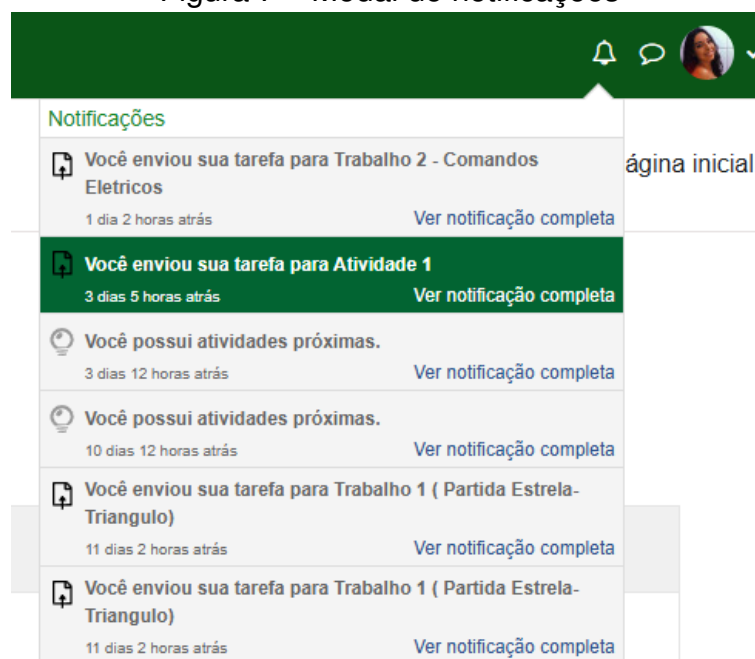 Notificações
ágina inicial
Você enviou sua tarefa para Trabalho 2 - Comandos
Eletricos
1 dia 2 horas atrás Ver notificação completa
Você enviou sua tarefa para Atividade 1
3 dias 5 horas atrás Ver notificação completa
Você possui atividades próximas.
3 dias 12 horas atrás Ver notificação completa
Você possui atividades próximas.
10 dias 12 horas atrás Ver notificação completa
Você enviou sua tarefa para Trabalho 1 ( Partida Estrela-
Triangulo)
11 dias 2 horas atrás Ver notificação completa
Você enviou sua tarefa para Trabalho 1 ( Partida Estrela-
Triangulo)
11 dias 2 horas atrás Ver notificação completa